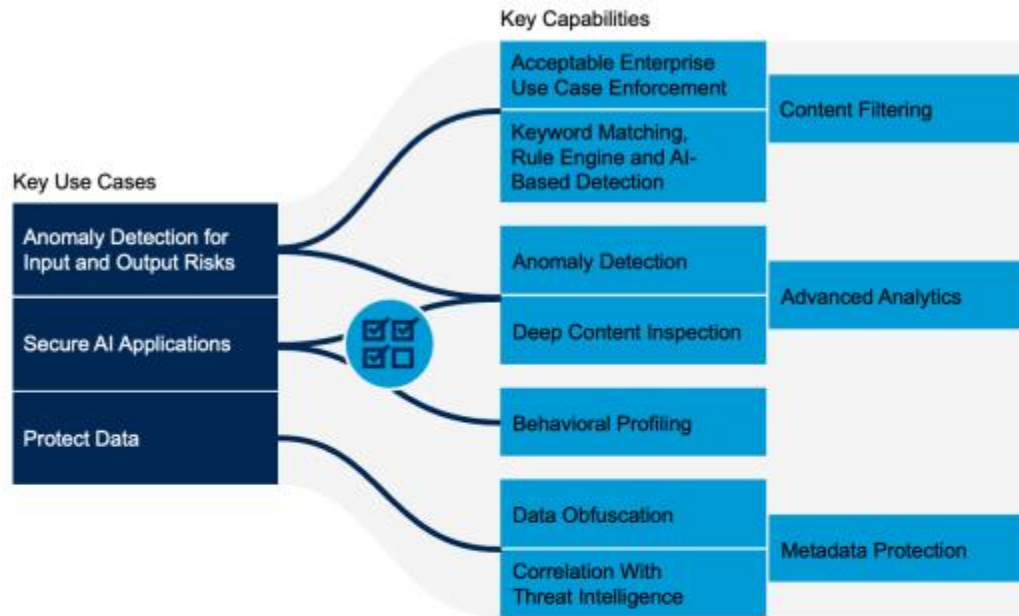 Key Capabilities
Acceptable Enterprise
Use Case Enforcement
Content Filtering
Keyword Matching,
Rule Engine and AI-
Based Detection
Key Use Cases
Anomaly Detection for
Input and Output Risks
Secure AI Applications
Protect Data
Anomaly Detection
Advanced Analytics
Deep Content Inspection
Behavioral Profiling
Data Obfuscation
Metadata Protection
Correlation With
Threat Intelligence